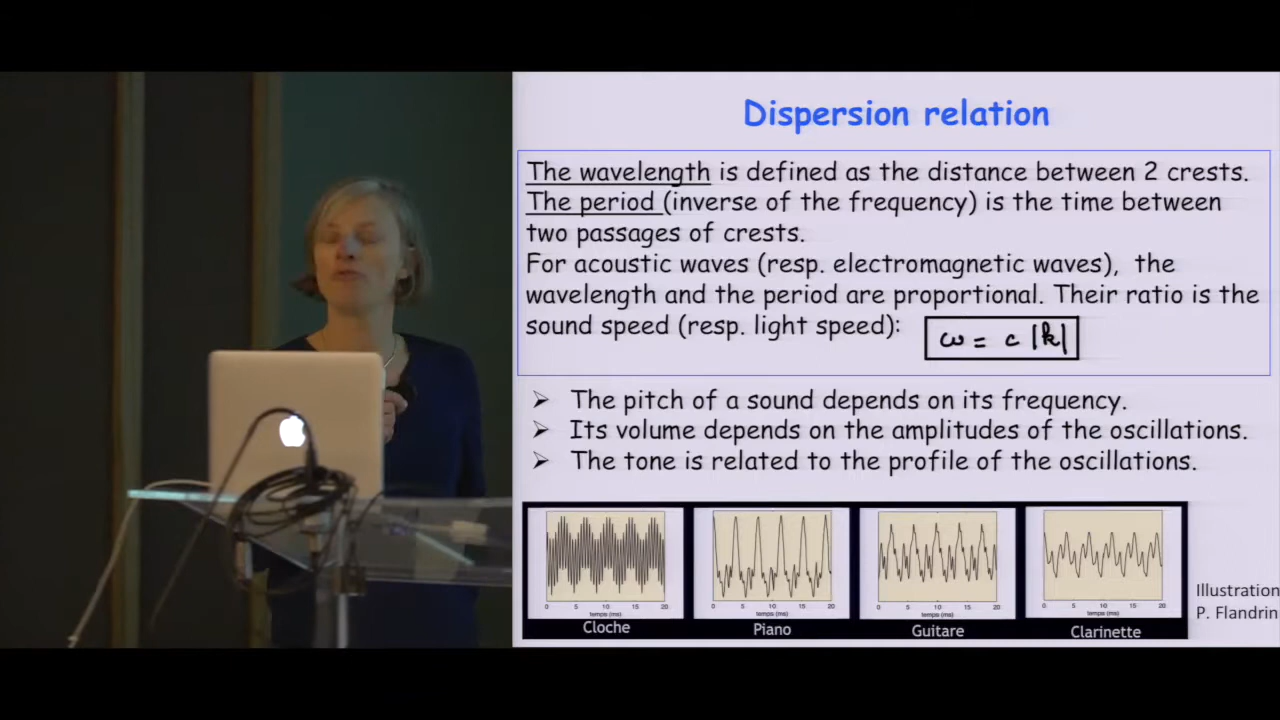 Dispersion relation
The wavelength is defined as the distance between 2 crests.
The period (inverse of the frequency) is the time between
two passages of crests.
For acoustic waves (resp. electromagnetic waves), the
wavelength and the period are proportional. Their ratio is the
sound speed (resp. light speed):
ω = c |k|
➢ The pitch of a sound depends on its frequency.
➢ Its volume depends on the amplitudes of the oscillations.
➢ The tone is related to the profile of the oscillations.
0 5 10 15 20
temps (ms)
Cloche
0 5 10 15 20
temps (ms)
Piano
0 5 10 15 20
temps (ms)
Guitare
0 5 10 15 20
temps (ms)
Clarinette
Illustration
P. Flandrin